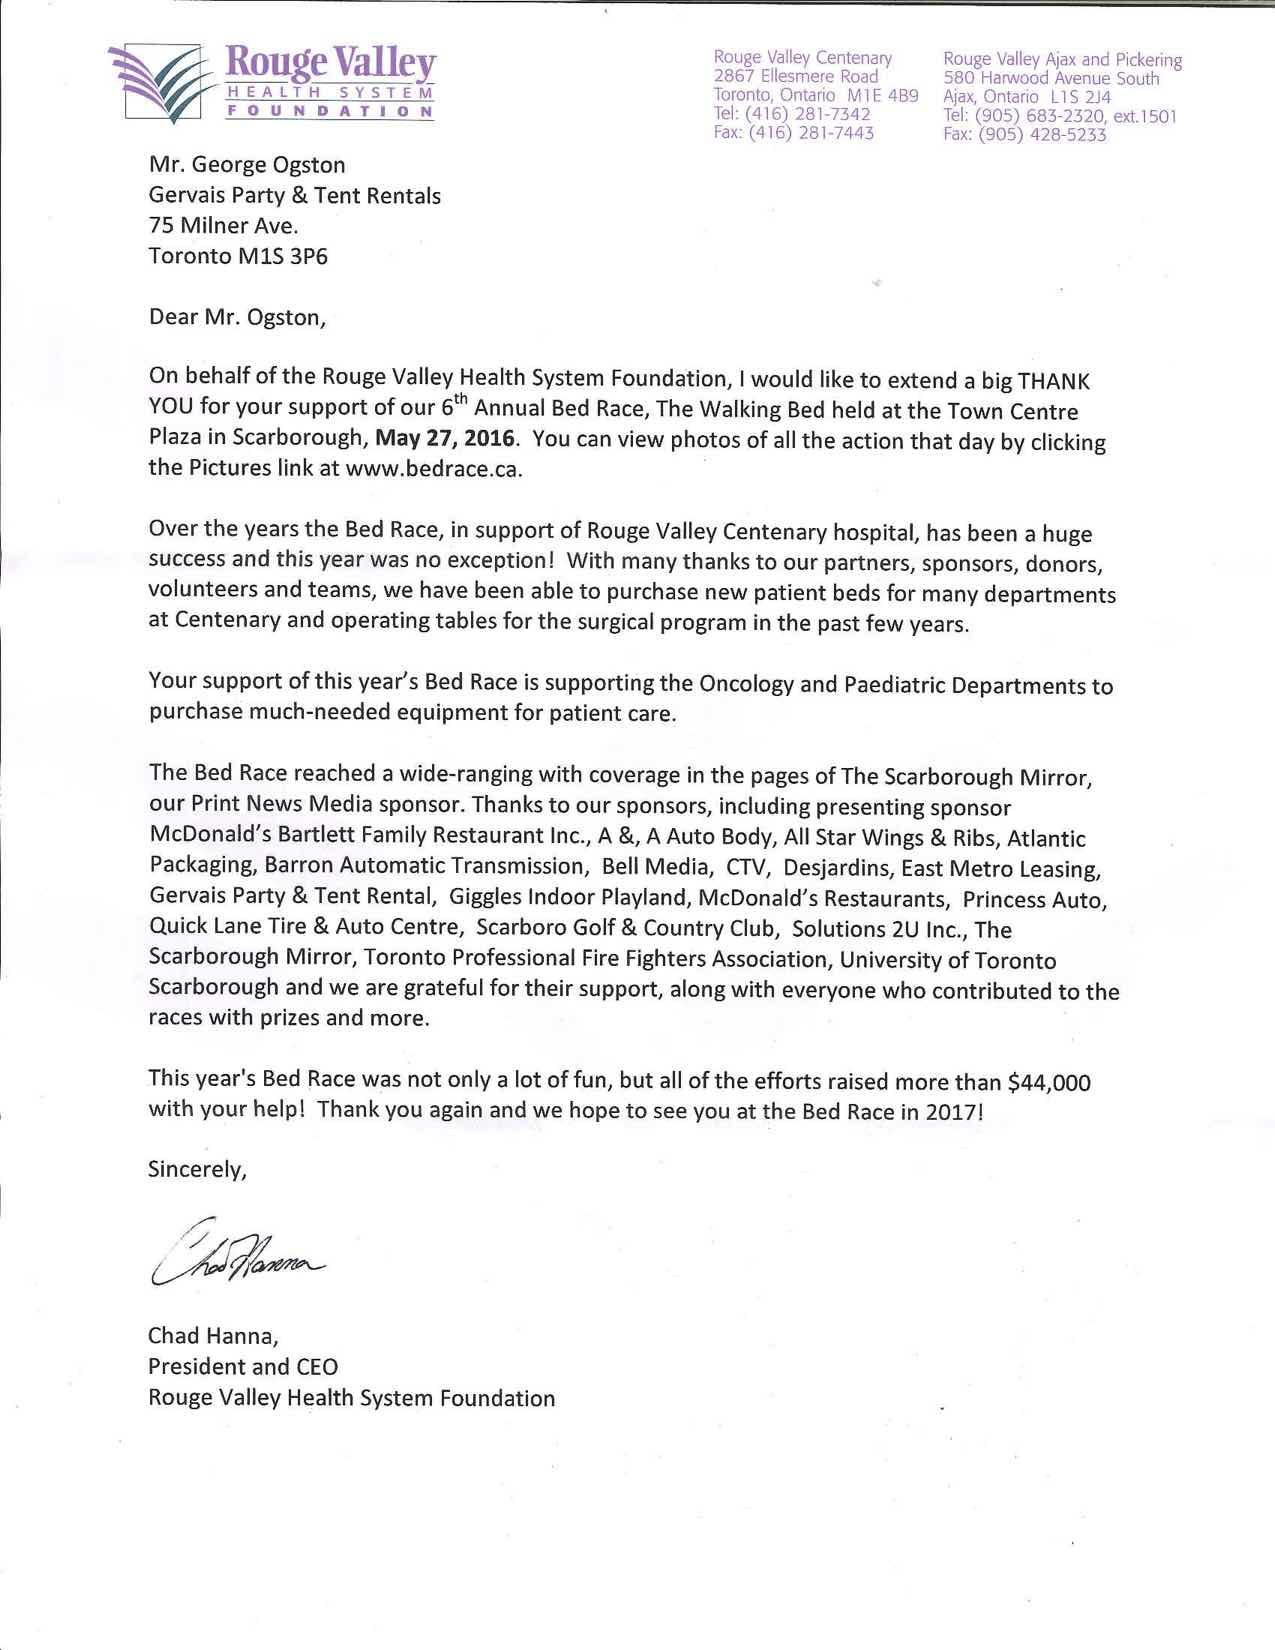 Rouge Valley
HEALTH SYSTEM
FOUNDATION
Rouge Valley Centenary
2867 Ellesmere Road
Toronto, Ontario M1E 4B9
Tel: (416) 281-7342
Fax: (416) 281-7443
Rouge Valley Ajax and Pickering
580 Harwood Avenue South
Ajax, Ontario L1S 2J4
Tel: (905) 683-2320, ext.1501
Fax: (905) 428-5233
Mr. George Ogston
Gervais Party & Tent Rentals
75 Milner Ave.
Toronto M1S 3P6
Dear Mr. Ogston,
On behalf of the Rouge Valley Health System Foundation, I would like to extend a big THANK
YOU for your support of our 6th Annual Bed Race, The Walking Bed held at the Town Centre
Plaza in Scarborough, May 27, 2016. You can view photos of all the action that day by clicking
the Pictures link at www.bedrace.ca.
Over the years the Bed Race, in support of Rouge Valley Centenary hospital, has been a huge
success and this year was no exception! With many thanks to our partners, sponsors, donors,
volunteers and teams, we have been able to purchase new patient beds for many departments
at Centenary and operating tables for the surgical program in the past few years.
Your support of this year's Bed Race is supporting the Oncology and Paediatric Departments to
purchase much-needed equipment for patient care.
The Bed Race reached a wide-ranging with coverage in the pages of The Scarborough Mirror,
our Print News Media sponsor. Thanks to our sponsors, including presenting sponsor
McDonald's Bartlett Family Restaurant Inc., A &, A Auto Body, All Star Wings & Ribs, Atlantic
Packaging, Barron Automatic Transmission, Bell Media, CTV, Desjardins, East Metro Leasing,
Gervais Party & Tent Rental, Giggles Indoor Playland, McDonald's Restaurants, Princess Auto,
Quick Lane Tire & Auto Centre, Scarboro Golf & Country Club, Solutions 2U Inc., The
Scarborough Mirror, Toronto Professional Fire Fighters Association, University of Toronto
Scarborough and we are grateful for their support, along with everyone who contributed to the
races with prizes and more.
This year's Bed Race was not only a lot of fun, but all of the efforts raised more than $44,000
with your help! Thank you again and we hope to see you at the Bed Race in 2017!
Sincerely,
Chad Hanna
Chad Hanna,
President and CEO
Rouge Valley Health System Foundation